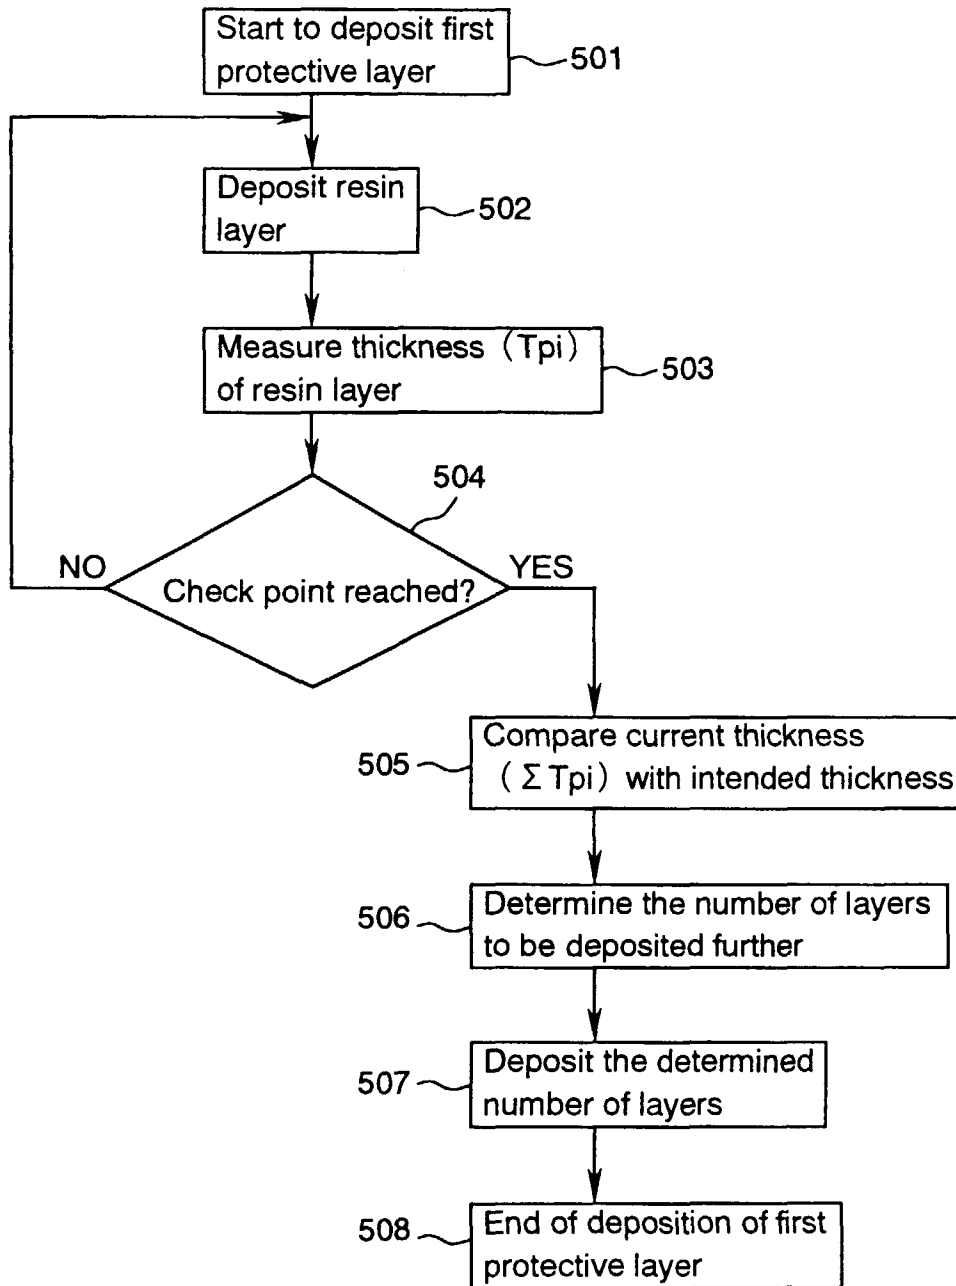 Start to deposit first
protective layer
501
Deposit resin
layer
502
Measure thickness (Tpi)
of resin layer
503
504
NO
YES
Check point reached?
505
Compare current thickness
(ΣTpi) with intended thickness
506
Determine the number of layers
to be deposited further
507
Deposit the determined
number of layers
508
End of deposition of first
protective layer